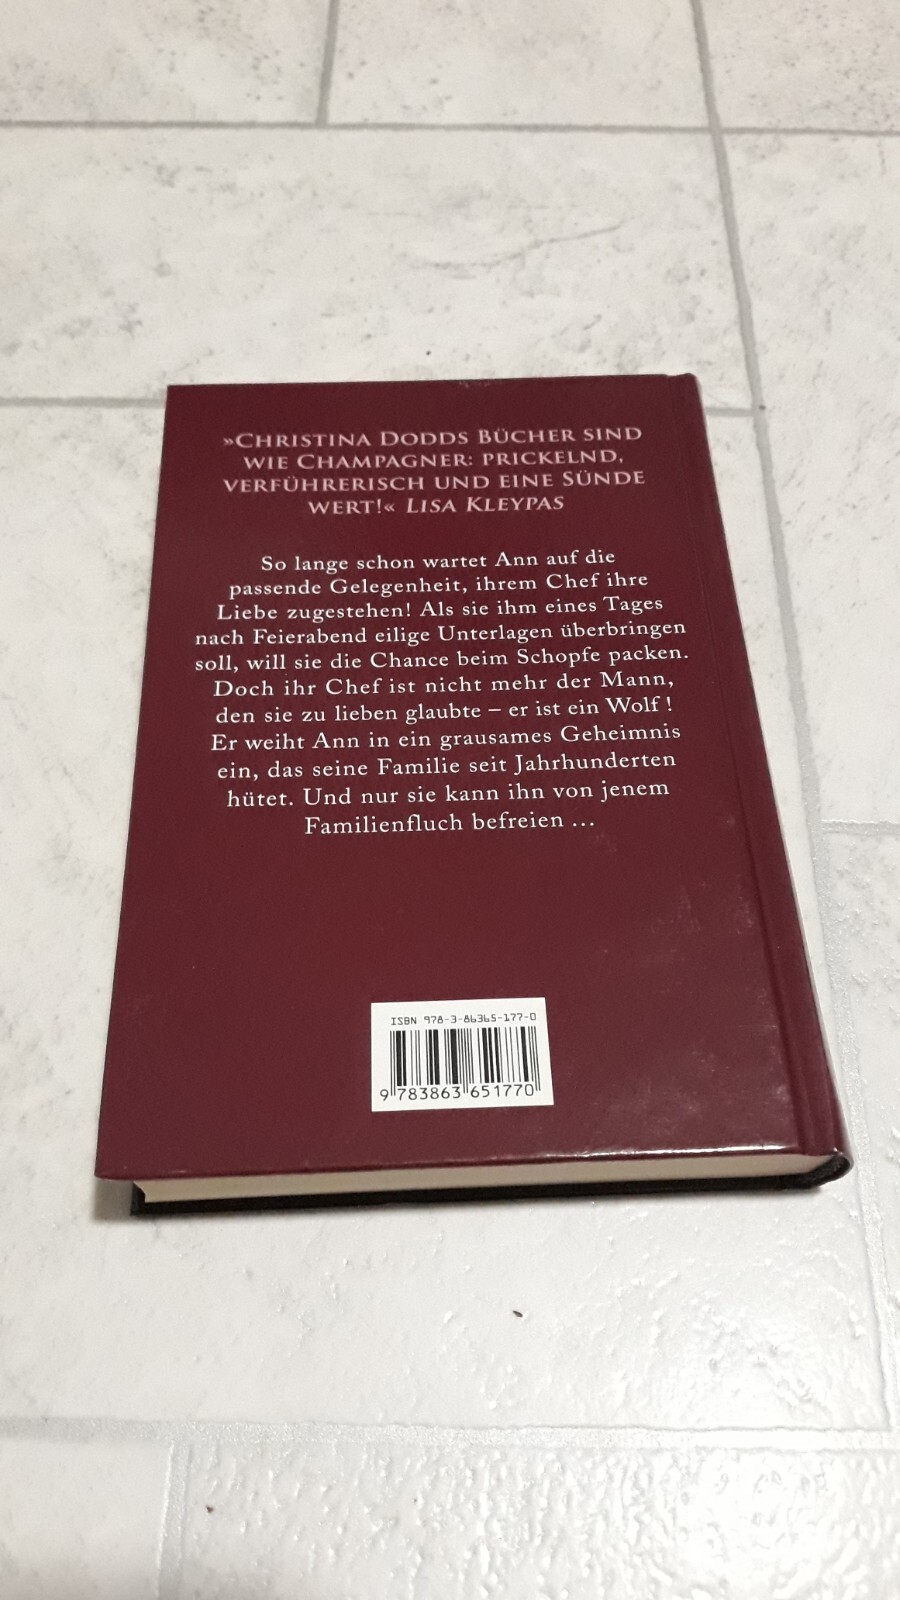 »CHRISTINA DODDS BÜCHER SIND
WIE CHAMPAGNER: PRICKELND,
VERFÜHRERISCH UND EINE SÜNDE
WERT!« LISA KLEYPAS
So lange schon wartet Ann auf die
passende Gelegenheit, ihrem Chef ihre
Liebe zugestehen! Als sie ihm eines Tages
nach Feierabend eilige Unterlagen überbringen
soll, will sie die Chance beim Schopfe packen.
Doch ihr Chef ist nicht mehr der Mann,
den sie zu lieben glaubte – er ist ein Wolf !
Er weiht Ann in ein grausames Geheimnis
ein, das seine Familie seit Jahrhunderten
hütet. Und nur sie kann ihn von jenem
Familienfluch befreien ...
ISBN 978-3-86365-177-0
9 783863 651770